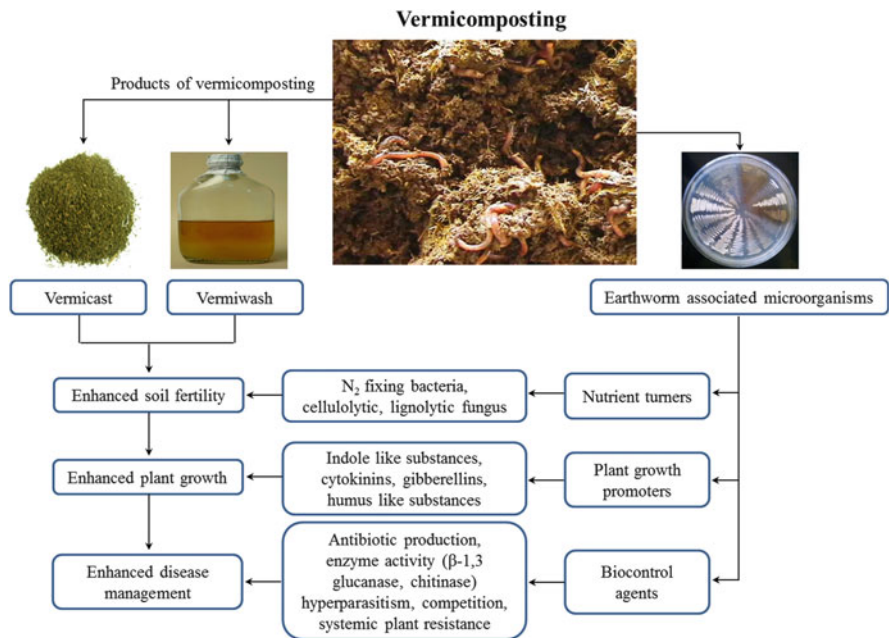 Vermicomposting
Products of vermicomposting
Vermicast
Vermiwash
Earthworm associated microorganisms
Enhanced soil fertility
N₂ fixing bacteria,
cellulolytic, lignolytic fungus
Nutrient turners
Enhanced plant growth
Indole like substances,
cytokinins, gibberellins,
humus like substances
Plant growth
promoters
Enhanced disease
management
Antibiotic production,
enzyme activity (β-1,3
glucanase, chitinase)
hyperparasitism, competition,
systemic plant resistance
Biocontrol
agents